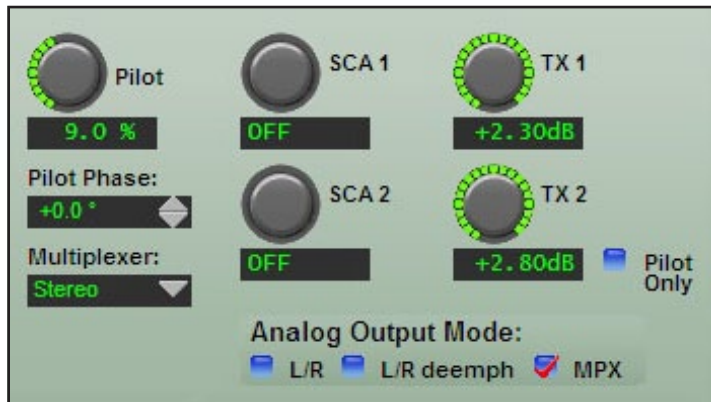 Pilot
9.0 %
Pilot Phase:
+0.0 °
Multiplexer:
Stereo
SCA 1
OFF
SCA 2
OFF
TX 1
+2.30dB
TX 2
+2.80dB
Pilot
Only
Analog Output Mode:
L/R L/R deemph MPX